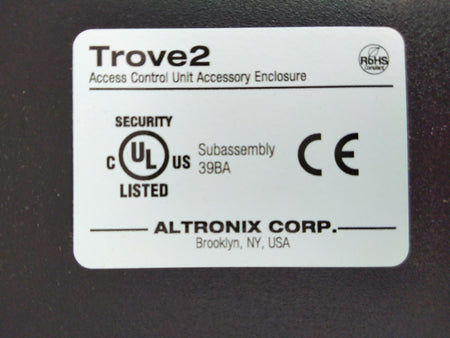 Trove2
Access Control Unit Accessory Enclosure
RoHS
Compliant
SECURITY
C UL US
LISTED
Subassembly
39BA
CE
ALTRONIX CORP.
Brooklyn, NY, USA